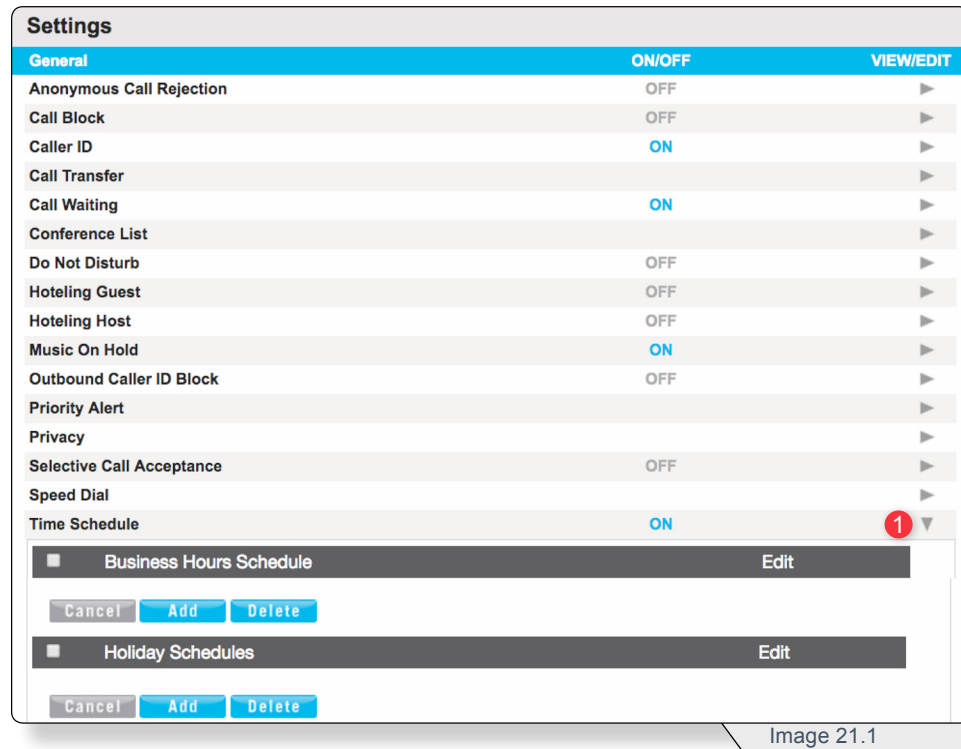 Settings
General ON/OFF VIEW/EDIT
Anonymous Call Rejection OFF
Call Block OFF
Caller ID ON
Call Transfer
Call Waiting ON
Conference List
Do Not Disturb OFF
Hoteling Guest OFF
Hoteling Host OFF
Music On Hold ON
Outbound Caller ID Block OFF
Priority Alert
Privacy
Selective Call Acceptance OFF
Speed Dial
Time Schedule ON 1
Business Hours Schedule Edit
Cancel Add Delete
Holiday Schedules Edit
Cancel Add Delete
Image 21.1